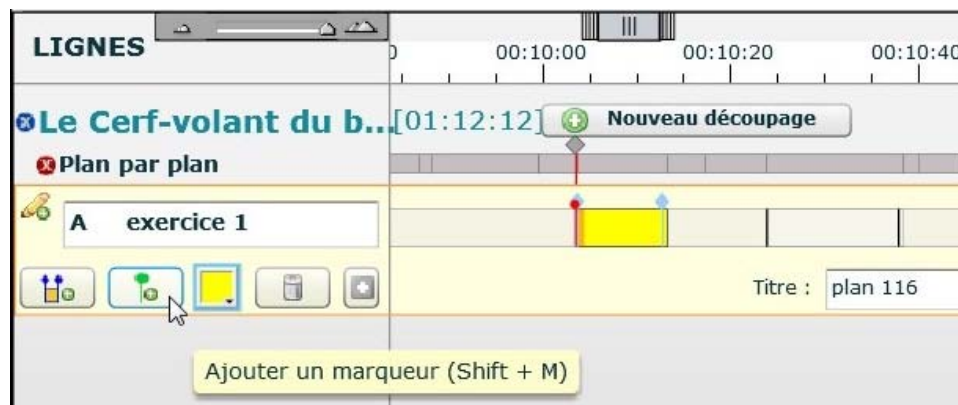 LIGNES
00:10:00 00:10:20 00:10:40
Le Cerf-volant du b... [01:12:12] Nouveau découpage
Plan par plan
A exercice 1
Titre : plan 116
Ajouter un marqueur (Shift + M)